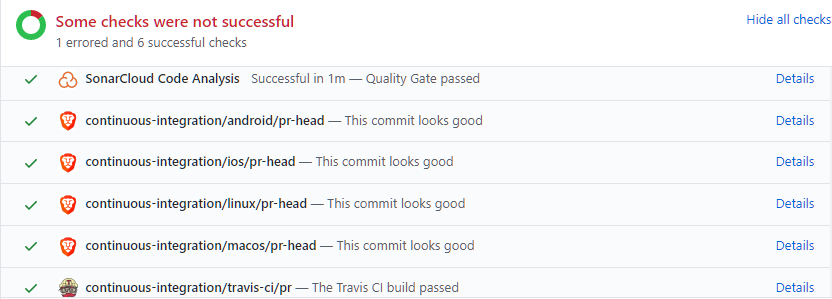 Some checks were not successful
Hide all checks
1 errored and 6 successful checks
SonarCloud Code Analysis Successful in 1m — Quality Gate passed Details
continuous-integration/android/pr-head — This commit looks good Details
continuous-integration/ios/pr-head — This commit looks good Details
continuous-integration/linux/pr-head — This commit looks good Details
continuous-integration/macos/pr-head — This commit looks good Details
continuous-integration/travis-ci/pr — The Travis CI build passed Details